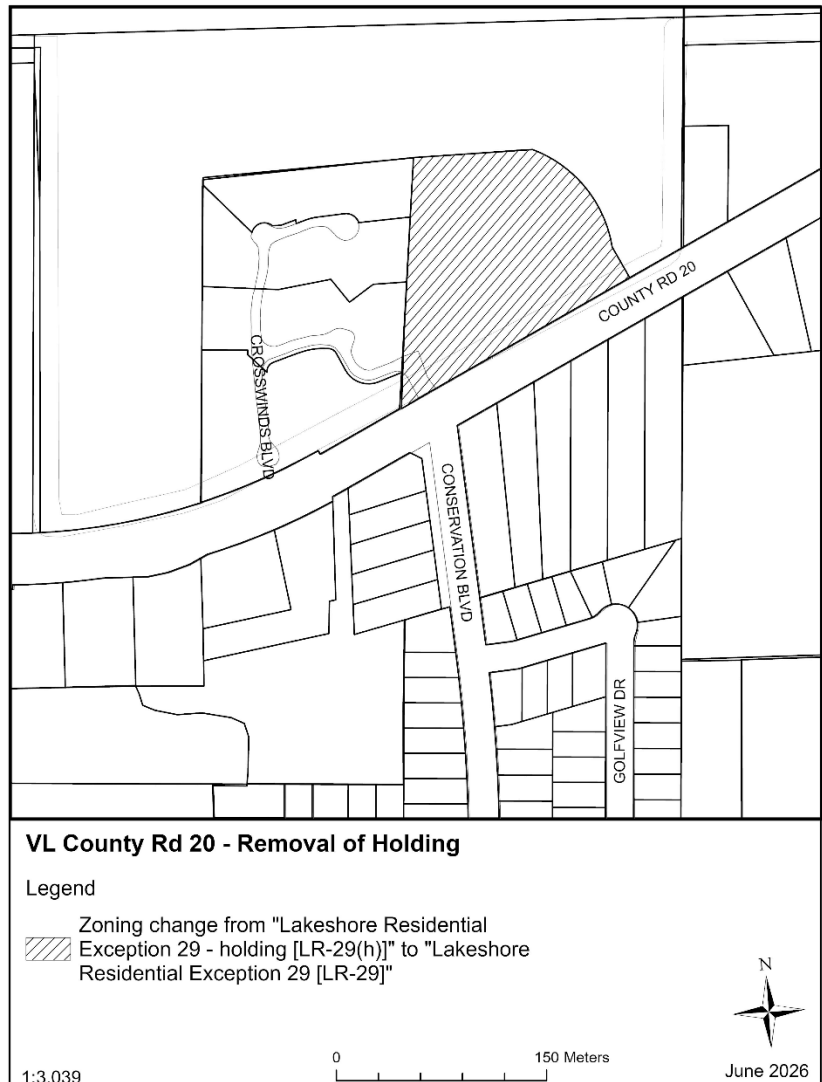 COUNTY RD 20
CROSSWINDS BLVD
CONSERVATION BLVD
GOLFVIEW DR
VL County Rd 20 - Removal of Holding
Legend
Zoning change from "Lakeshore Residential
Exception 29 - holding [LR-29(h)]" to "Lakeshore
Residential Exception 29 [LR-29]"
N
0 150 Meters
1:3,039
June 2026